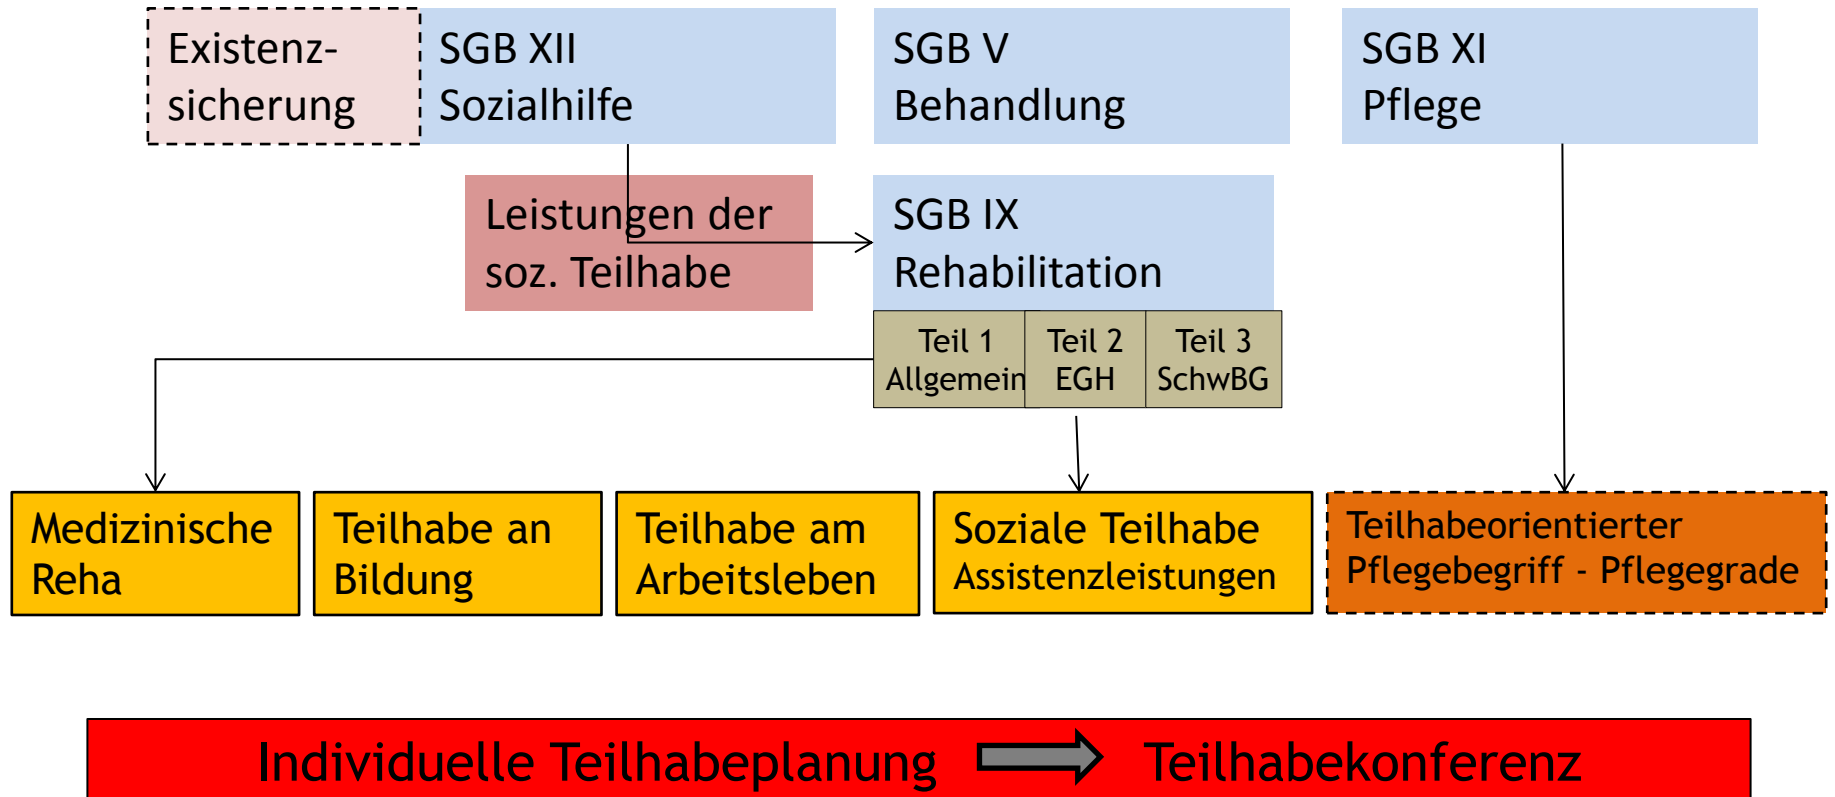 Existenz-
sicherung
SGB XII
Sozialhilfe
SGB V
Behandlung
SGB XI
Pflege
Leistungen der
soz. Teilhabe
SGB IX
Rehabilitation
Teil 1
Allgemein
Teil 2
EGH
Teil 3
SchwBG
Medizinische
Reha
Teilhabe an
Bildung
Teilhabe am
Arbeitsleben
Soziale Teilhabe
Assistenzleistungen
Teilhabeorientierter
Pflegebegriff - Pflegegrade
Individuelle Teilhabeplanung
Teilhabekonferenz